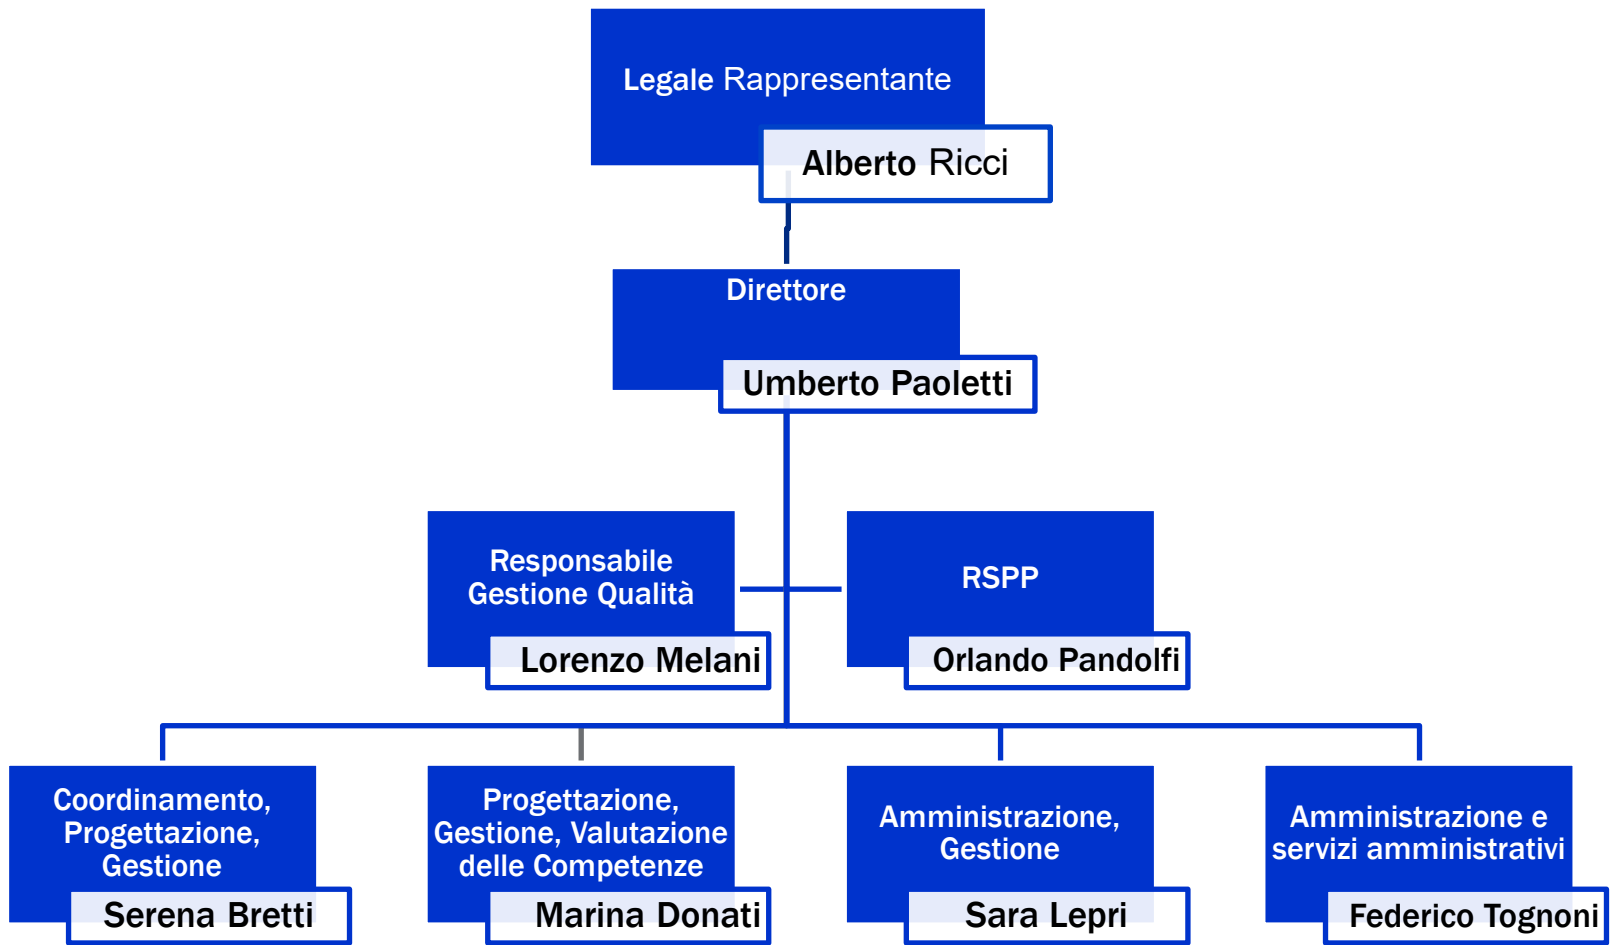 Legale Rappresentante
Alberto Ricci
Direttore
Umberto Paoletti
Responsabile
Gestione Qualità
Lorenzo Melani
RSPP
Orlando Pandolfi
Coordinamento,
Progettazione,
Gestione
Serena Bretti
Progettazione,
Gestione, Valutazione
delle Competenze
Marina Donati
Amministrazione,
Gestione
Sara Lepri
Amministrazione e
servizi amministrativi
Federico Tognoni